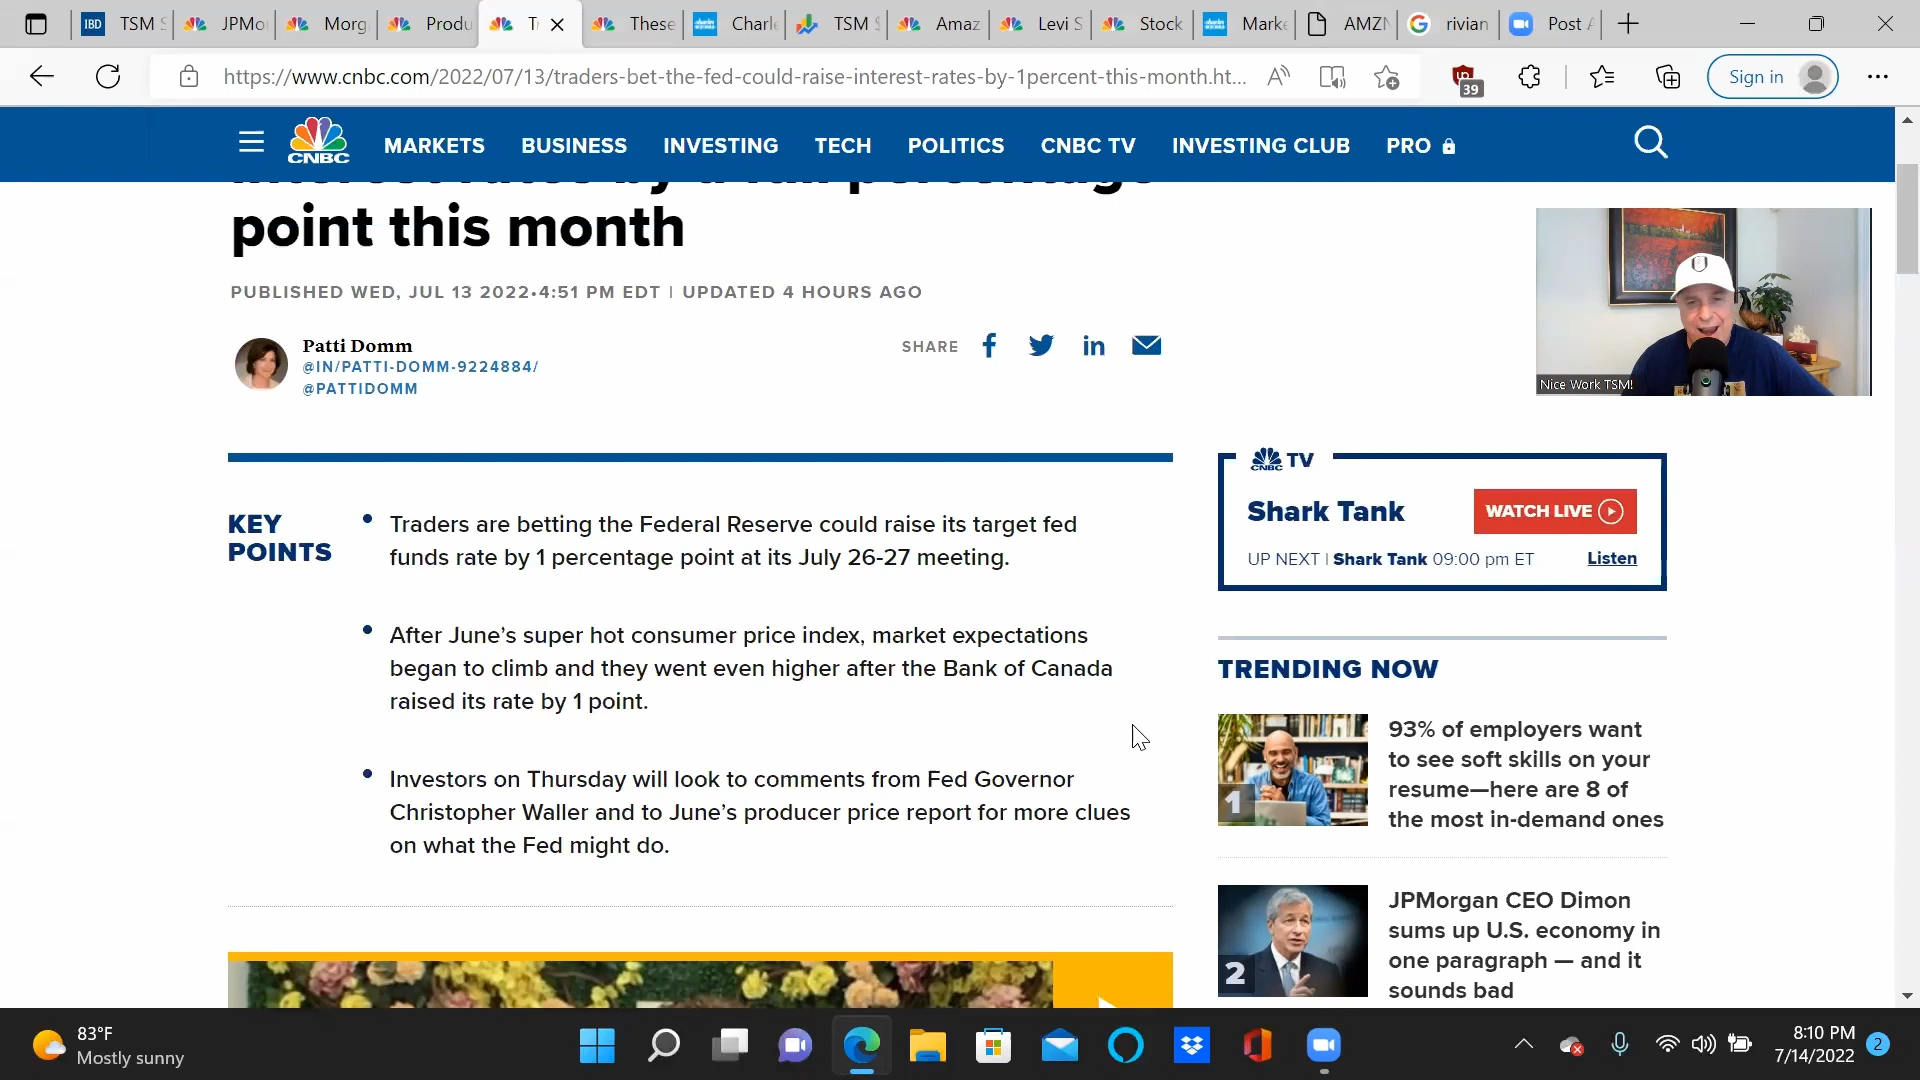 IBD TSM S
JPMor
Morg
Produ
Tr
These
Charl
TSM S
Amaz
Levi S
Stock
Marke
AMZN
G rivian
Post A
https://www.cnbc.com/2022/07/13/traders-bet-the-fed-could-raise-interest-rates-by-1percent-this-month.ht...
39
Sign in
CNBC
MARKETS
BUSINESS
INVESTING
TECH
POLITICS
CNBC TV
INVESTING CLUB
PRO
interest rates by a full percentage
point this month
PUBLISHED WED, JUL 13 2022•4:51 PM EDT | UPDATED 4 HOURS AGO
Patti Domm
@IN/PATTI-DOMM-9224884/
@PATTIDOMM
SHARE
Nice Work TSM!
KEY
POINTS
Traders are betting the Federal Reserve could raise its target fed
funds rate by 1 percentage point at its July 26-27 meeting.
After June’s super hot consumer price index, market expectations
began to climb and they went even higher after the Bank of Canada
raised its rate by 1 point.
Investors on Thursday will look to comments from Fed Governor
Christopher Waller and to June’s producer price report for more clues
on what the Fed might do.
CNBC TV
Shark Tank
WATCH LIVE
UP NEXT | Shark Tank 09:00 pm ET
Listen
TRENDING NOW
1
93% of employers want
to see soft skills on your
resume—here are 8 of
the most in-demand ones
2
JPMorgan CEO Dimon
sums up U.S. economy in
one paragraph — and it
sounds bad
83°F
Mostly sunny
8:10 PM
7/14/2022
2